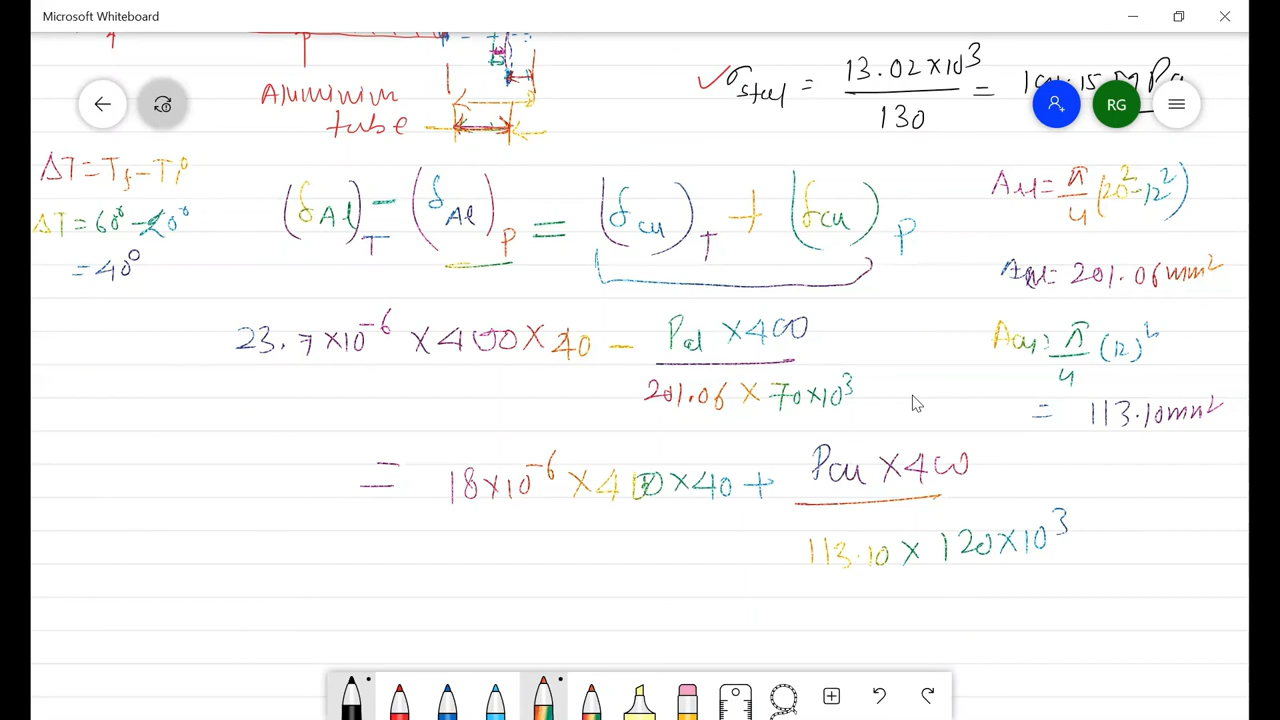 Microsoft Whiteboard
σsteel = 13.02×10³ / 130 =
RG
Aluminium
tube
ΔT = Tf - Ti
ΔT = 60° - 20°
= 40°
(δAl)T - (δAl)P = (δcu)T + (δcu)P
AAl = π/4 (20² - 12²)
AAl = 201.06 mm²
Acu = π/4 (12)²
= 113.10 mm²
23.7×10⁻⁶ × 400 × 40 - Pal × 400 / 201.06 × 70×10³
= 18×10⁻⁶ × 400 × 40 + Pcu × 400 / 113.10 × 120×10³